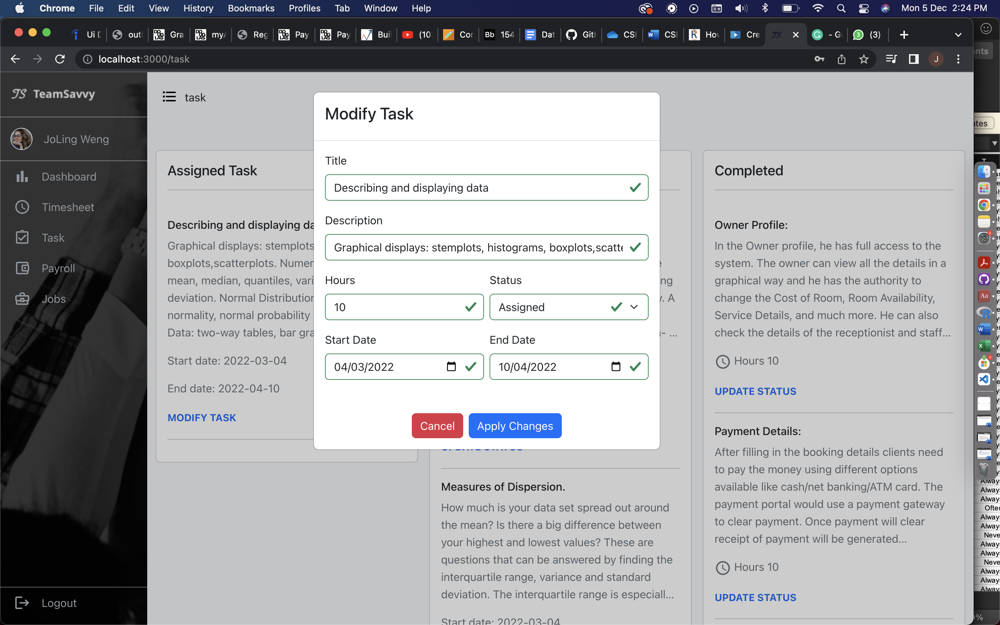 Chrome File Edit View History Bookmarks Profiles Tab Window Help Mon 5 Dec 2:24 PM
Ui D out Gra my Reg Pay Pay Buil (10 Cor Bb 154 Dat Gith CSI CSI How Cre TS - G 3 (3)
localhost:3000/task J
TS TeamSavvy
JoLing Weng
Dashboard
Timesheet
Task
Payroll
Jobs
Logout
task
Assigned Task
Describing and displaying da
Graphical displays: stemplots
boxplots,scatterplots. Numer
mean, median, quantiles, vari
deviation. Normal Distribution
normality, normal probability
Data: two-way tables, bar gra
Start date: 2022-03-04
End date: 2022-04-10
MODIFY TASK
Modify Task
Title
Describing and displaying data
Description
Graphical displays: stemplots, histograms, boxplots,scatte
Hours Status
10 Assigned
Start Date End Date
04/03/2022 10/04/2022
Cancel Apply Changes
Measures of Dispersion.
How much is your data set spread out around
the mean? Is there a big difference between
your highest and lowest values? These are
questions that can be answered by finding the
interquartile range, variance and standard
deviation. The interquartile range is especiall...
Start date: 2022-03-04
Completed
Owner Profile:
In the Owner profile, he has full access to the
system. The owner can view all the details in a
graphical way and he has the authority to
change the Cost of Room, Room Availability,
Service Details, and much more. He can also
check the details of the receptionist and staff...
Hours 10
UPDATE STATUS
Payment Details:
After filling in the booking details clients need
to pay the money using different options
available like cash/net banking/ATM card. The
payment portal would use a payment gateway
to clear payment. Once payment will clear
receipt of payment will be generated...
Hours 10
UPDATE STATUS
Always
Always
Always
Often
Always
Always
Neve
Always
Always
Neve
Always
Always
Always